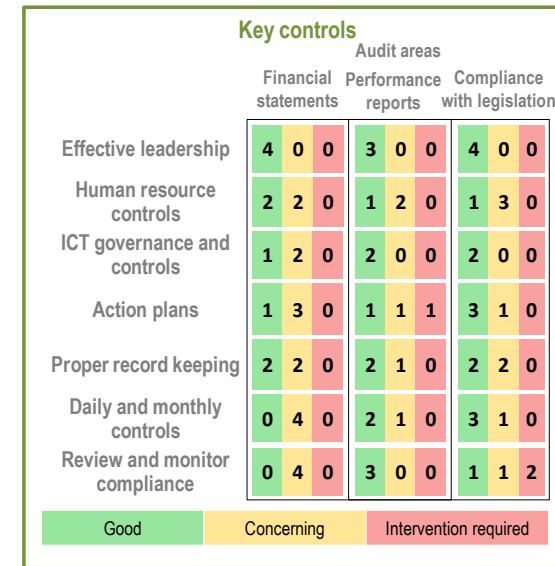 Key controls
Audit areas
Financial statements
Performance reports
Compliance with legislation
Effective leadership 4 0 0 3 0 0 4 0 0
Human resource controls 2 2 0 1 2 0 1 3 0
ICT governance and controls 1 2 0 2 0 0 2 0 0
Action plans 1 3 0 1 1 1 3 1 0
Proper record keeping 2 2 0 2 1 0 2 2 0
Daily and monthly controls 0 4 0 2 1 0 3 1 0
Review and monitor compliance 0 4 0 3 0 0 1 1 2
Good Concerning Intervention required